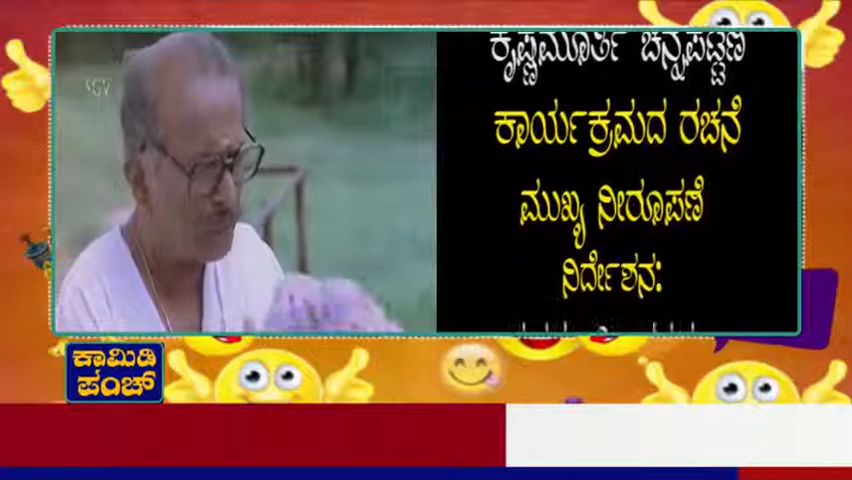 ಕೃಷ್ಣಮೂರ್ತಿ ಚನ್ನಪಟ್ಟಣ
ಕಾರ್ಯಕ್ರಮದ ರಚನೆ
ಮುಖ್ಯ ನೀರೂಪಣೆ
ನಿರ್ದೇಶನ:
ಕಾಮಿಡಿ
ಪಂಚ್